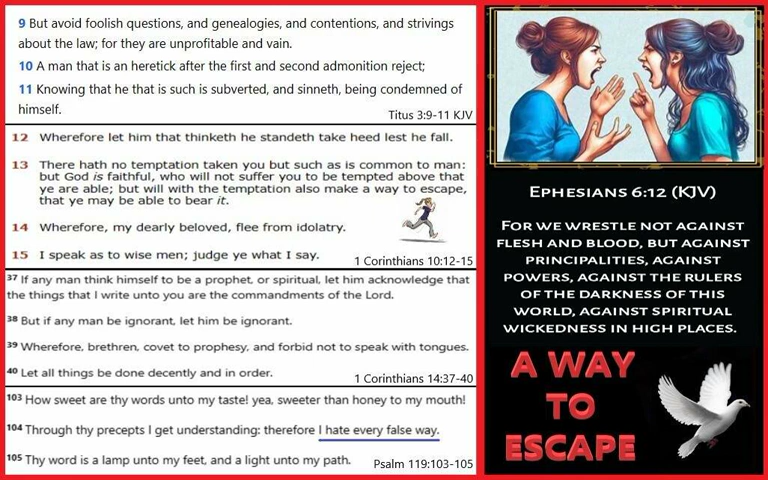 9 But avoid foolish questions, and genealogies, and contentions, and strivings
about the law; for they are unprofitable and vain.
10 A man that is an heretick after the first and second admonition reject;
11 Knowing that he that is such is subverted, and sinneth, being condemned of
himself.
Titus 3:9-11 KJV
12 Wherefore let him that thinketh he standeth take heed lest he fall.
13 There hath no temptation taken you but such as is common to man:
but God is faithful, who will not suffer you to be tempted above that
ye are able; but will with the temptation also make a way to escape,
that ye may be able to bear it.
14 Wherefore, my dearly beloved, flee from idolatry.
15 I speak as to wise men; judge ye what I say.
1 Corinthians 10:12-15
37 If any man think himself to be a prophet, or spiritual, let him acknowledge that
the things that I write unto you are the commandments of the Lord.
38 But if any man be ignorant, let him be ignorant.
39 Wherefore, brethren, covet to prophesy, and forbid not to speak with tongues.
40 Let all things be done decently and in order.
1 Corinthians 14:37-40
103 How sweet are thy words unto my taste! yea, sweeter than honey to my mouth!
104 Through thy precepts I get understanding: therefore I hate every false way.
105 Thy word is a lamp unto my feet, and a light unto my path.
Psalm 119:103-105
EPHESIANS 6:12 (KJV)
FOR WE WRESTLE NOT AGAINST
FLESH AND BLOOD, BUT AGAINST
PRINCIPALITIES, AGAINST
POWERS, AGAINST THE RULERS
OF THE DARKNESS OF THIS
WORLD, AGAINST SPIRITUAL
WICKEDNESS IN HIGH PLACES.
A WAY
TO
ESCAPE